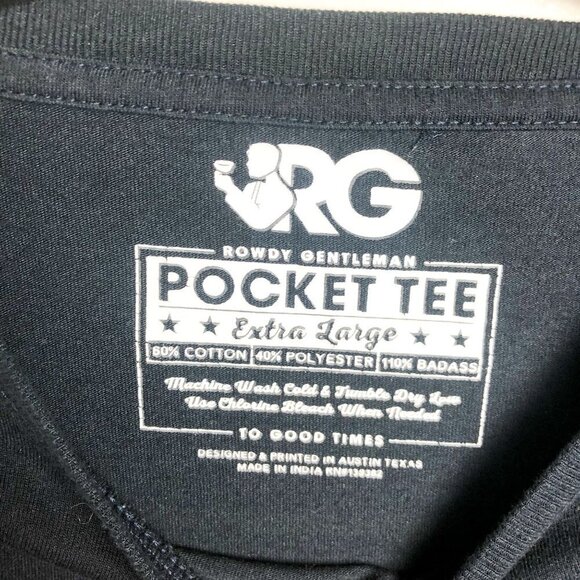 RG
ROWDY GENTLEMAN
POCKET TEE
Extra Large
60% COTTON 40% POLYESTER 110% BADASS
Machine Wash Cold & Tumble Dry Low
Use Chlorine Bleach When Needed
TO GOOD TIMES
DESIGNED & PRINTED IN AUSTIN TEXAS
MADE IN INDIA